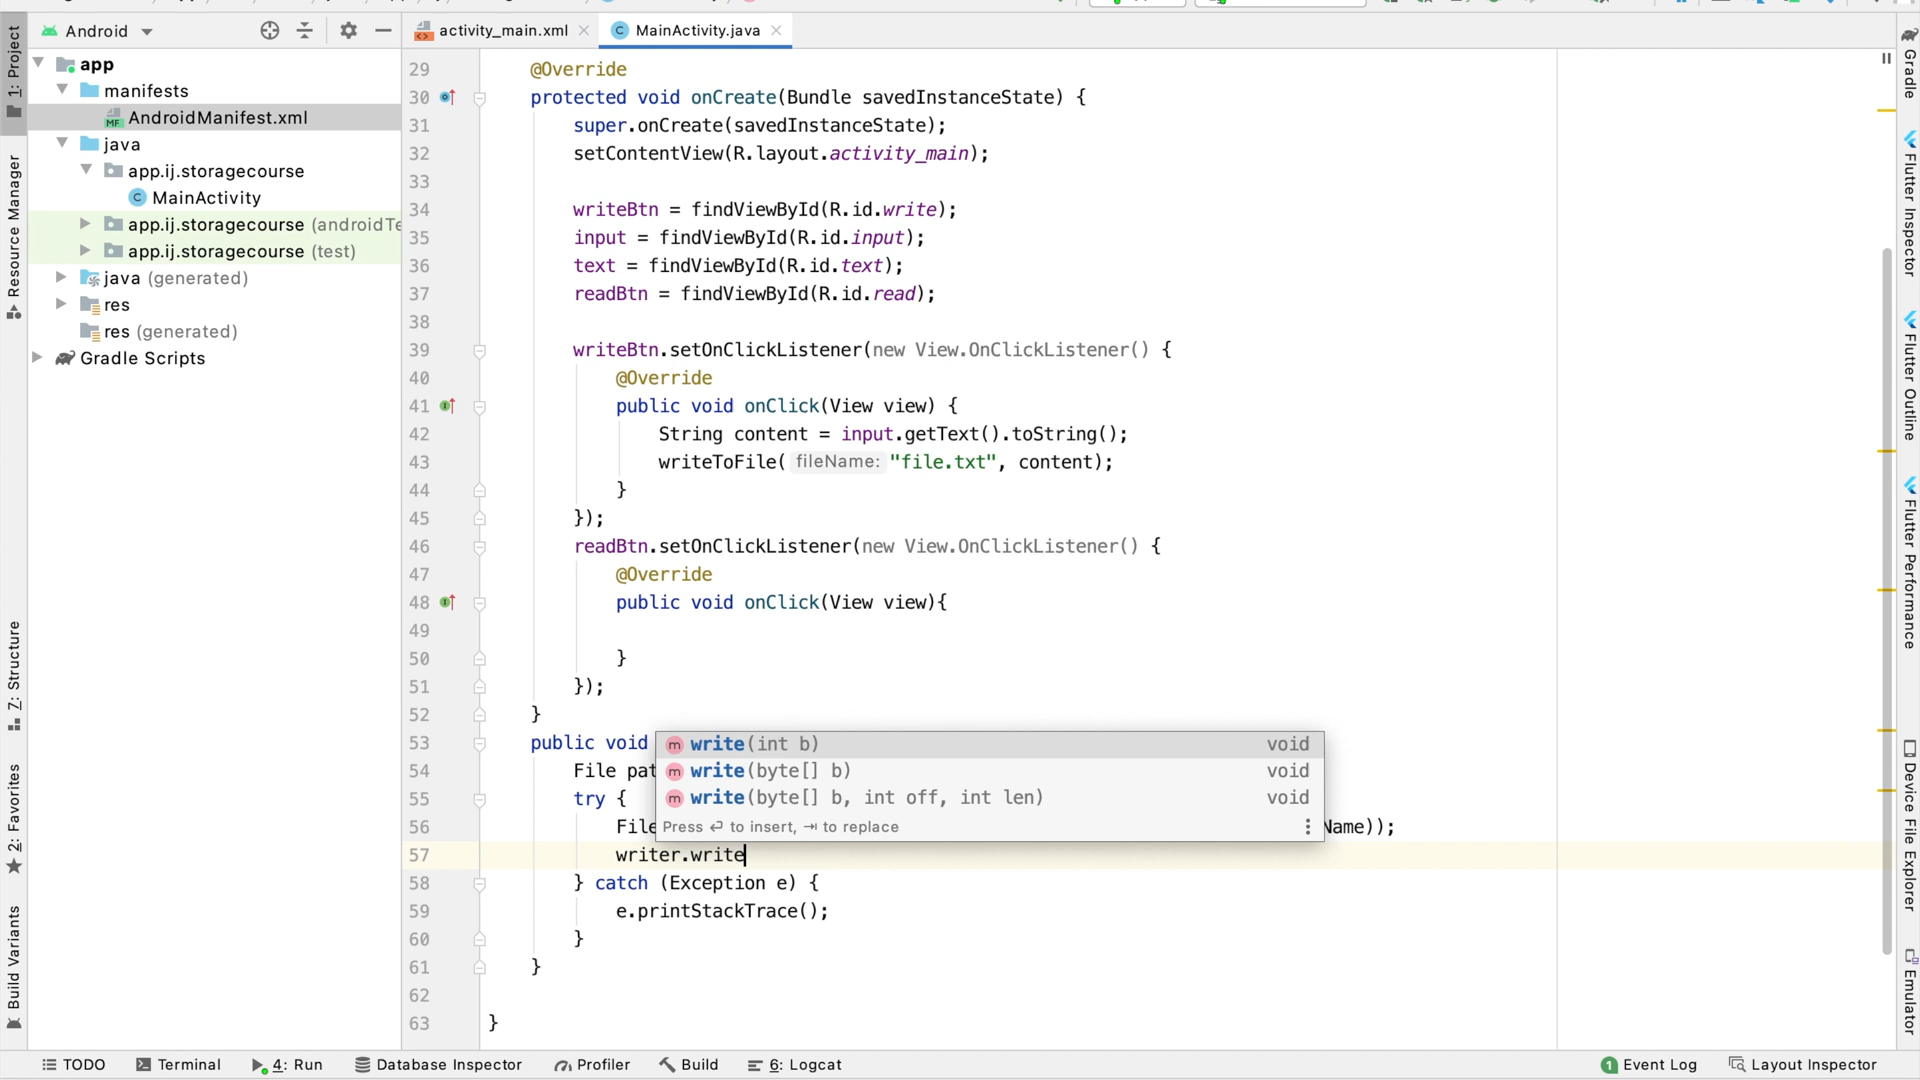 Android
activity_main.xml
MainActivity.java
1: Project
Resource Manager
7: Structure
2: Favorites
Build Variants
app
manifests
AndroidManifest.xml
java
app.ij.storagecourse
MainActivity
app.ij.storagecourse (androidTe
app.ij.storagecourse (test)
java (generated)
res
res (generated)
Gradle Scripts
29 @Override
30 protected void onCreate(Bundle savedInstanceState) {
31 super.onCreate(savedInstanceState);
32 setContentView(R.layout.activity_main);
33
34 writeBtn = findViewById(R.id.write);
35 input = findViewById(R.id.input);
36 text = findViewById(R.id.text);
37 readBtn = findViewById(R.id.read);
38
39 writeBtn.setOnClickListener(new View.OnClickListener() {
40 @Override
41 public void onClick(View view) {
42 String content = input.getText().toString();
43 writeToFile( fileName: "file.txt", content);
44 }
45 });
46 readBtn.setOnClickListener(new View.OnClickListener() {
47 @Override
48 public void onClick(View view){
49
50 }
51 });
52 }
53 public void
54 File pat
55 try {
56 File Name));
57 writer.write
58 } catch (Exception e) {
59 e.printStackTrace();
60 }
61 }
62
63 }
m write(int b) void
m write(byte[] b) void
m write(byte[] b, int off, int len) void
Press ↩ to insert, ⇥ to replace
Gradle
Flutter Inspector
Flutter Outline
Flutter Performance
Device File Explorer
Emulator
TODO
Terminal
4: Run
Database Inspector
Profiler
Build
6: Logcat
1 Event Log
Layout Inspector